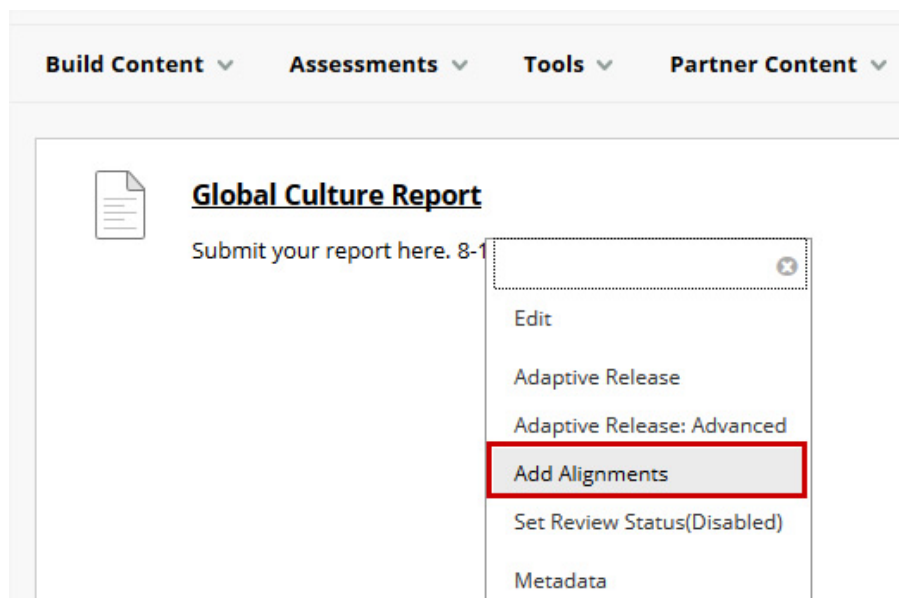 Build Content Assessments Tools Partner Content
Global Culture Report
Submit your report here. 8-1
Edit
Adaptive Release
Adaptive Release: Advanced
Add Alignments
Set Review Status(Disabled)
Metadata